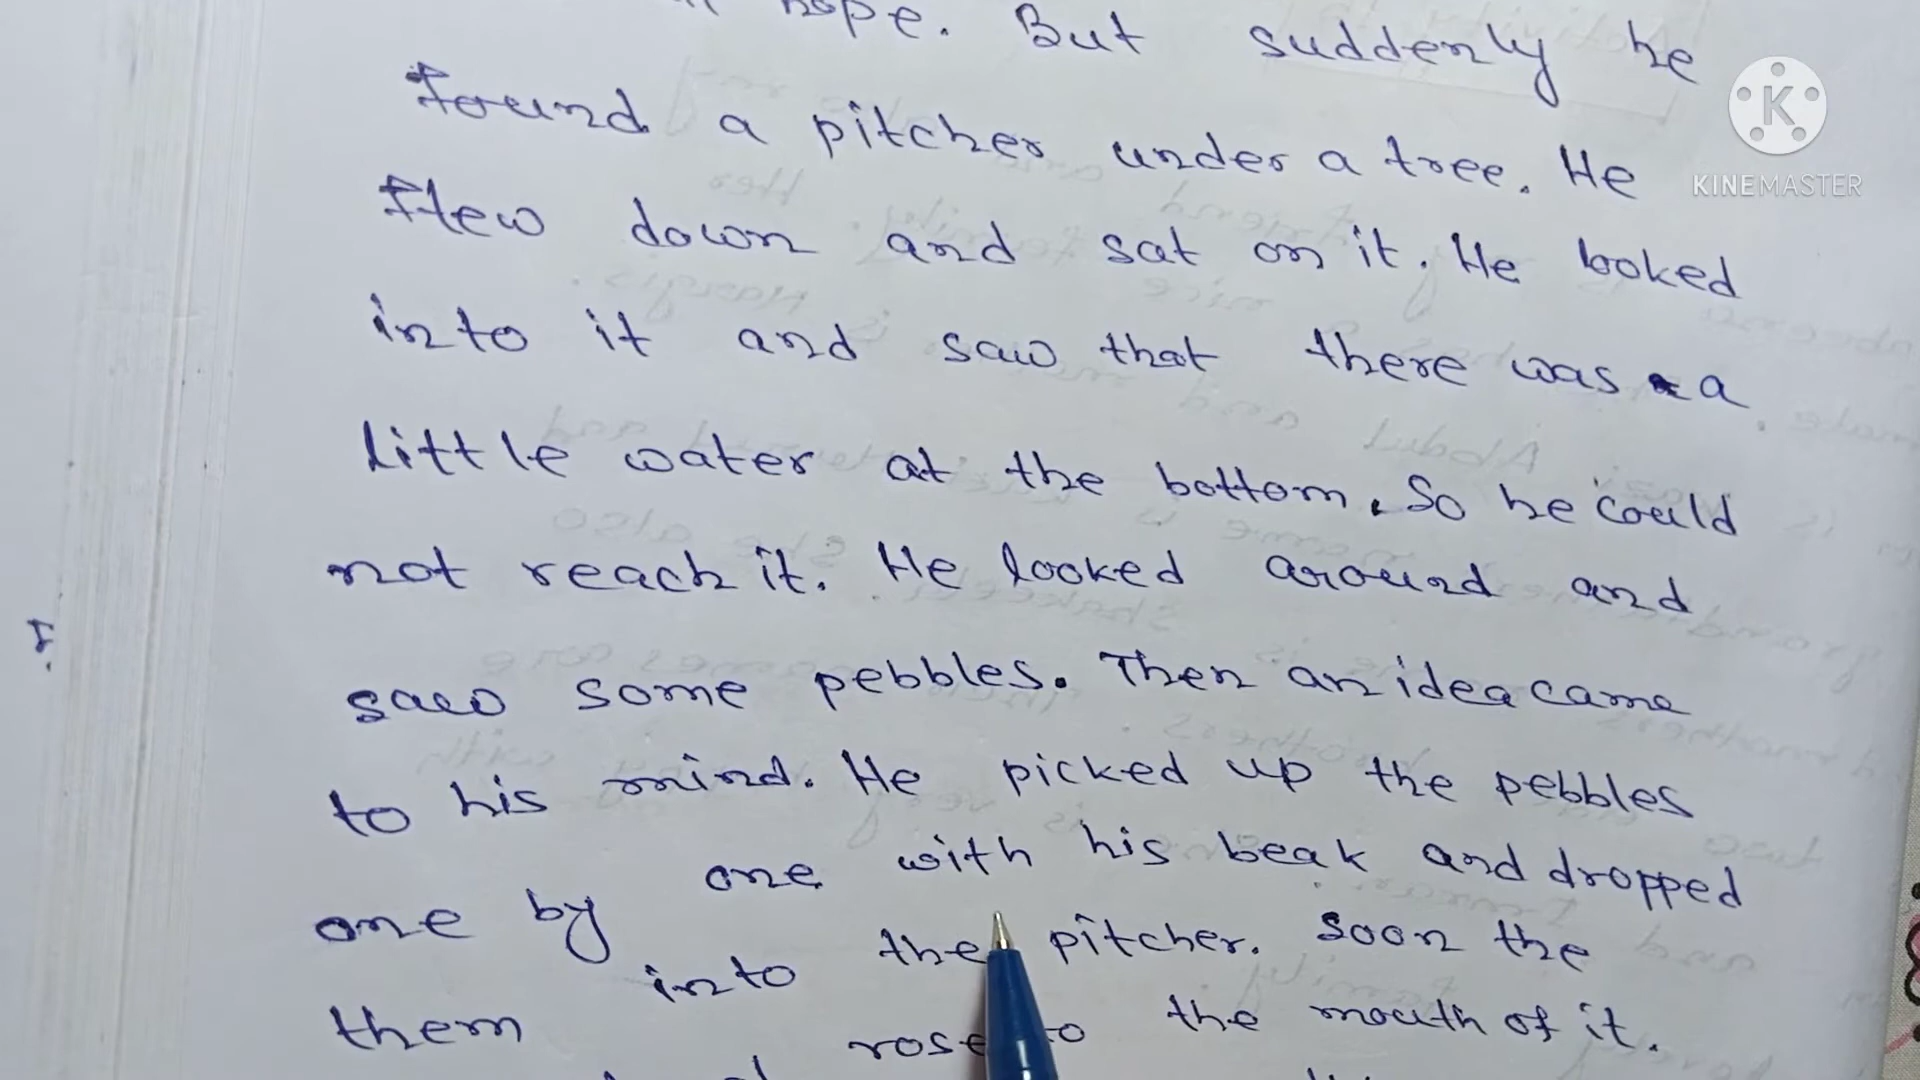 hope. But suddenly he
found a pitcher under a tree. He
flew down and sat on it. He looked
into it and saw that there was a
little water at the bottom. So he could
not reach it. He looked around and
saw some pebbles. Then an idea came
to his mind. He picked up the pebbles
one by one with his beak and dropped
them into the pitcher. Soon the
rose to the mouth of it.
KINEMASTER